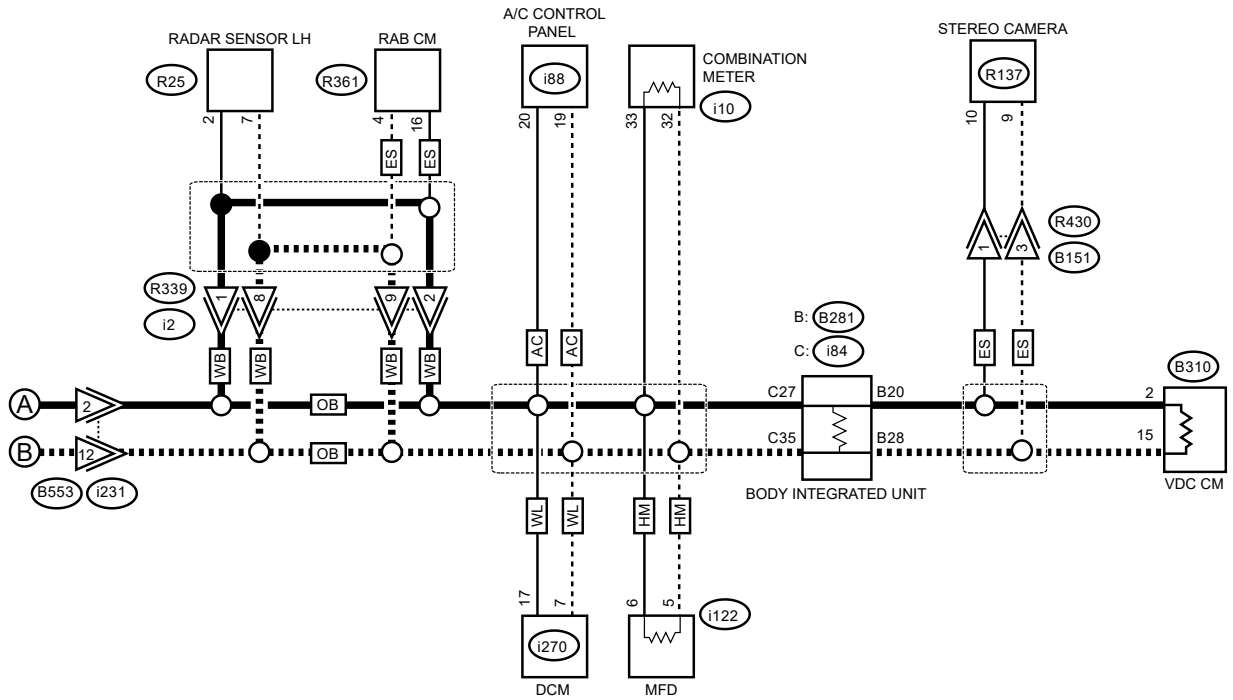 A/C CONTROL
PANEL
RADAR SENSOR LH
RAB CM
STEREO CAMERA
COMBINATION
METER
R25
R361
i88
i10
R137
2
7
4
16
20
19
33
32
10
9
ES
ES
R430
B151
1
3
R339
i2
1
8
9
2
B: B281
C: i84
WB
WB
WB
WB
AC
AC
ES
ES
B310
A
2
OB
C27
B20
2
B
12
OB
C35
B28
15
B553
i231
BODY INTEGRATED UNIT
VDC CM
WL
WL
HM
HM
17
7
6
5
i122
i270
DCM
MFD